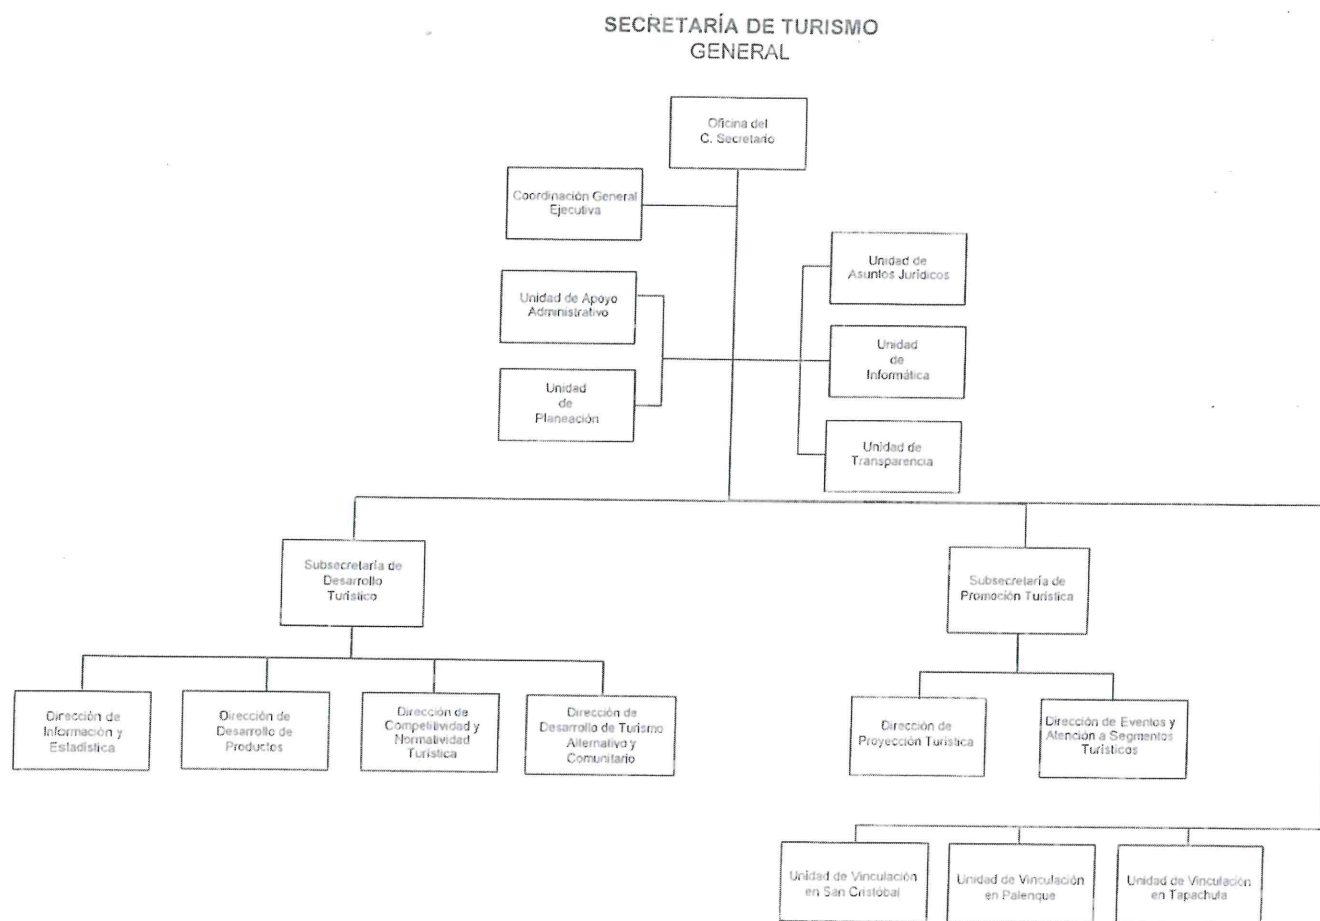 SECRETARÍA DE TURISMO
GENERAL
Oficina del
C. Secretario
Coordinación General
Ejecutiva
Unidad de
Asuntos Jurídicos
Unidad de Apoyo
Administrativo
Unidad
de
Informática
Unidad
de
Planeación
Unidad de
Transparencia
Subsecretaría de
Desarrollo
Turístico
Subsecretaría de
Promoción Turística
Dirección de
Información y
Estadística
Dirección de
Desarrollo de
Productos
Dirección de
Competitividad y
Normatividad
Turística
Dirección de
Desarrollo de Turismo
Alternativo y
Comunitario
Dirección de
Proyección Turística
Dirección de Eventos y
Atención a Segmentos
Turísticos
Unidad de Vinculación
en San Cristóbal
Unidad de Vinculación
en Palenque
Unidad de Vinculación
en Tapachula